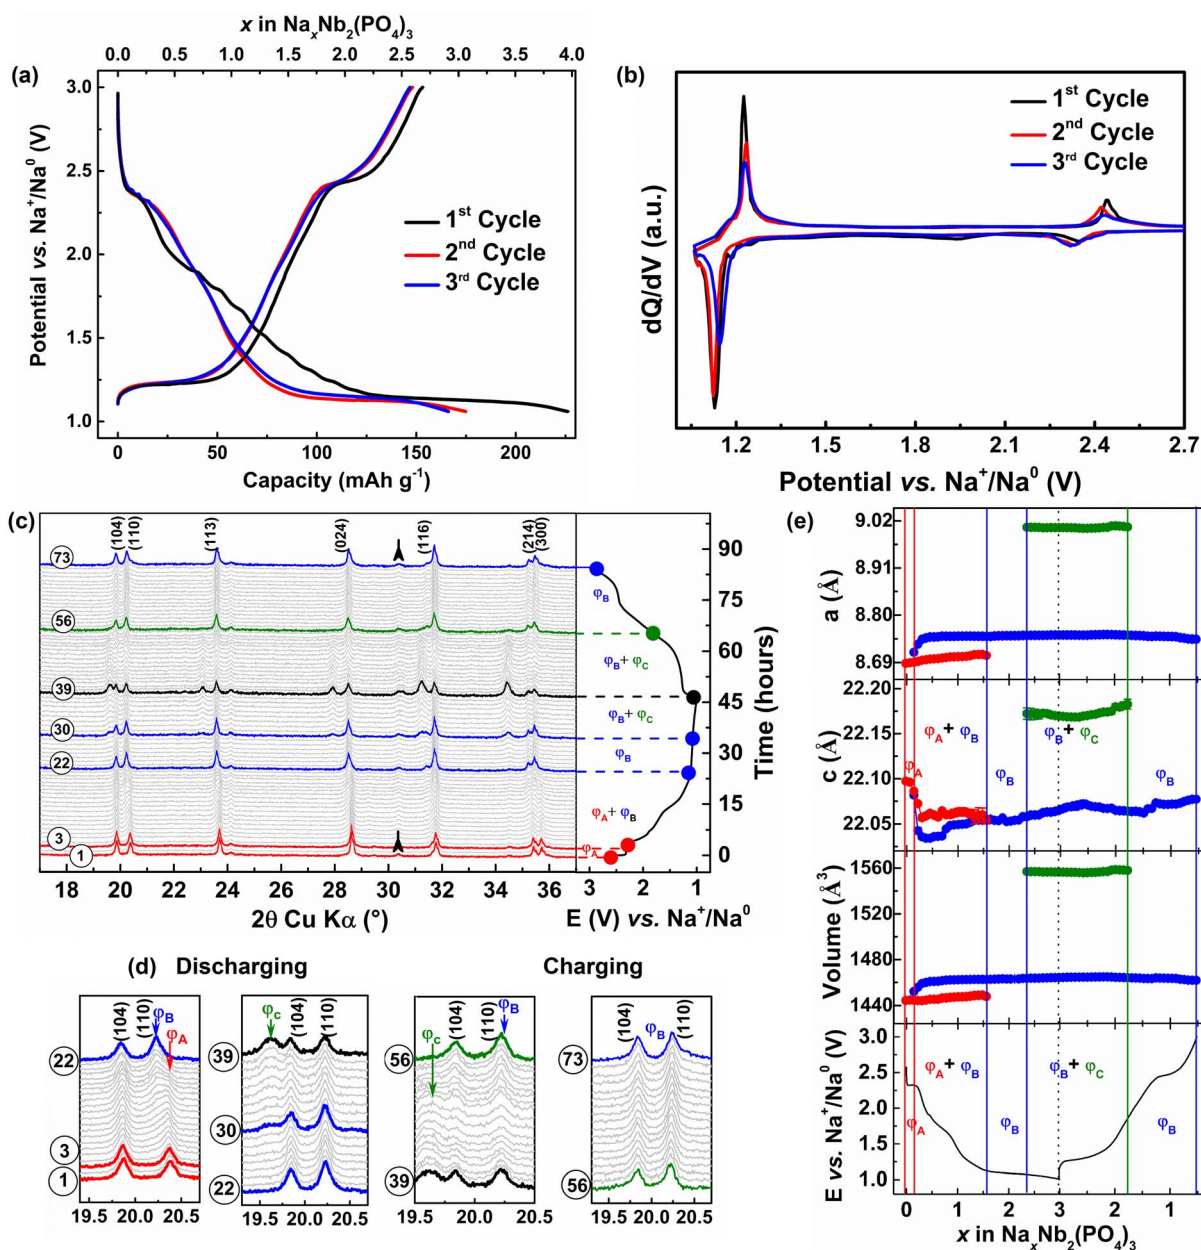 x in NaxNb2(PO4)3
0.0 0.5 1.0 1.5 2.0 2.5 3.0 3.5 4.0
(a)
Potential vs. Na+/Na0 (V)
3.0
2.5
2.0
1.5
1.0
1st Cycle
2nd Cycle
3rd Cycle
0 50 100 150 200
Capacity (mAh g-1)
(b)
dQ/dV (a.u.)
1st Cycle
2nd Cycle
3rd Cycle
1.2 1.5 1.8 2.1 2.4 2.7
Potential vs. Na+/Na0 (V)
(c)
(104) (110) (113) (024) (116) (214) (300)
73
56
39
30
22
3
1
18 20 22 24 26 28 30 32 34 36
2θ Cu Kα (°)
φB
φB+ φC
φB+ φC
φB
φA+ φB
φA
3 2 1
E (V) vs. Na+/Na0
90
75
60
45
30
15
0
Time (hours)
(d) Discharging Charging
(104) (110) φB φA
22
3
1
19.5 20.0 20.5
φc (104) (110)
39
30
22
19.5 20.0 20.5
φc (104) (110) φB
56
39
19.5 20.0 20.5
(104) φB (110)
73
56
19.5 20.0 20.5
(e)
a (Å)
9.02
8.91
8.80
8.69
c (Å)
22.20
22.15
22.10
22.05
φA φA+ φB φB φB+ φC φB
Volume (Å3)
1560
1520
1480
1440
E vs. Na+/Na0 (V)
3.0
2.5
2.0
1.5
1.0
φA φA+ φB φB φB+ φC φB
0 1 2 3 2 1
x in NaxNb2(PO4)3